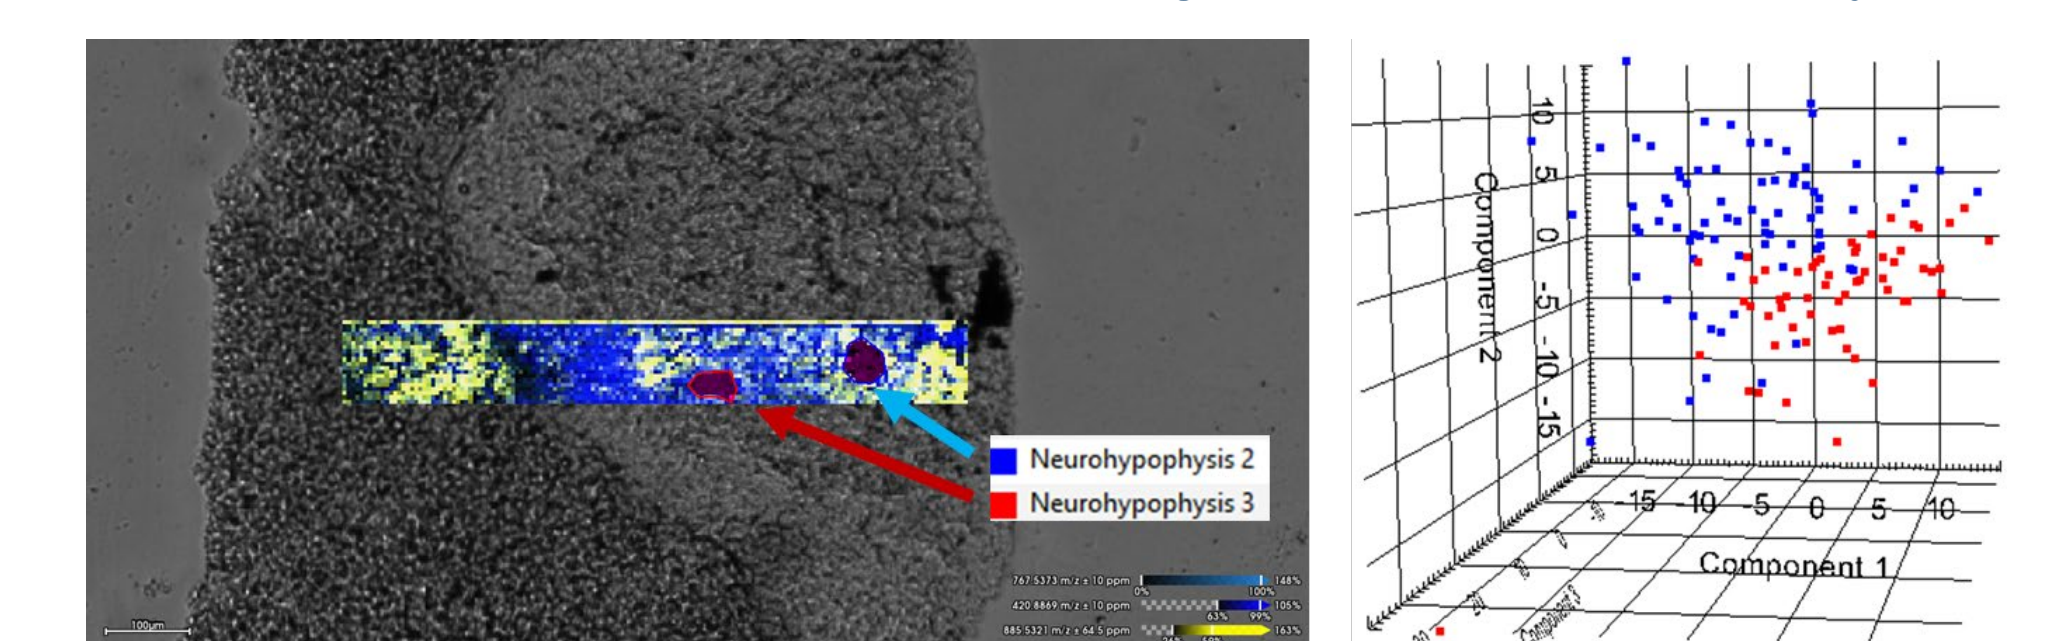 Neurohypophysis 2
Neurohypophysis 3
767.5373 m/z ± 10 ppm
148%
0%
100%
420.8869 m/z ± 10 ppm
105%
63%
99%
885.5321 m/z ± 64.5 ppm
163%
100μm
10
5
0
-5
-10
-15
Component 2
-15
-10
-5
0
5
10
Component 1
Component 3